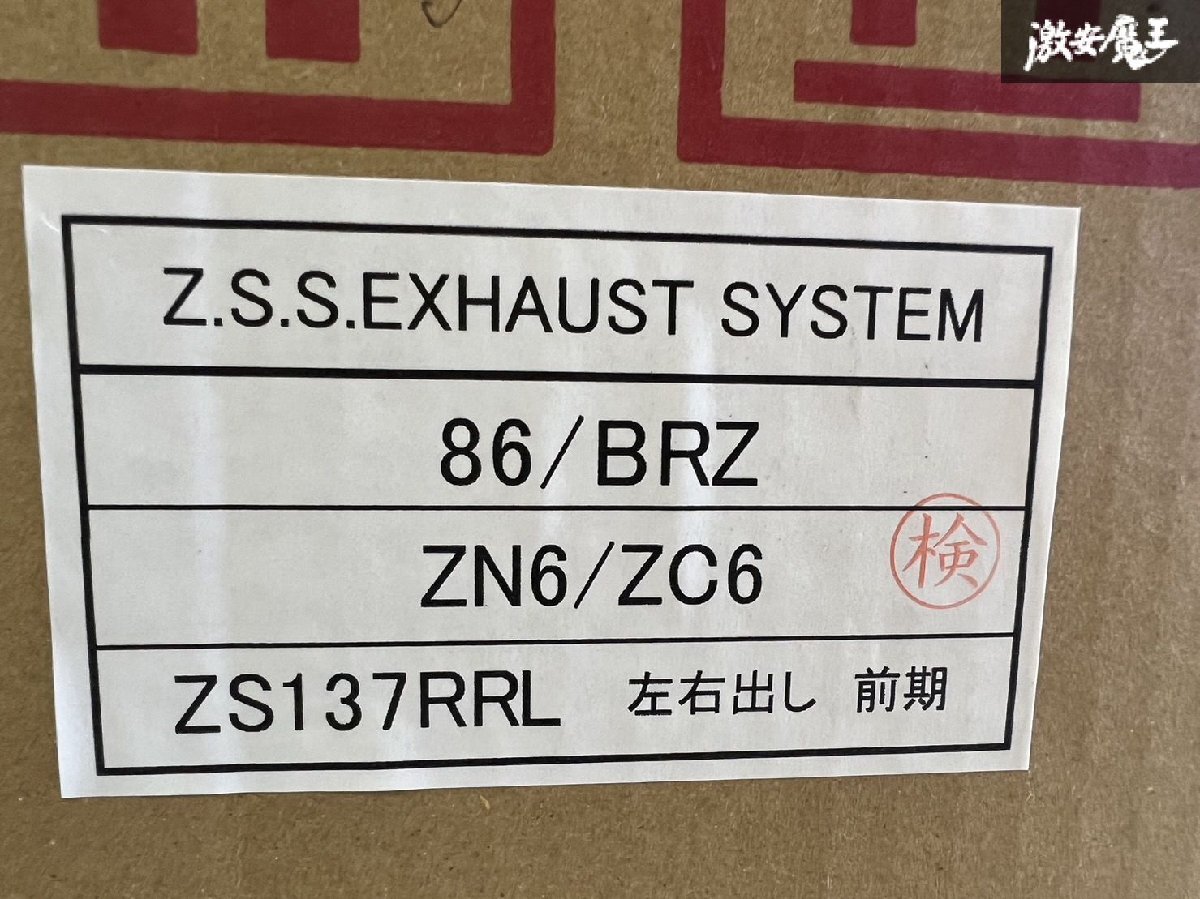 激安魔王
Z.S.S.EXHAUST SYSTEM
86/BRZ
ZN6/ZC6
検
ZS137RRL 左右出し 前期